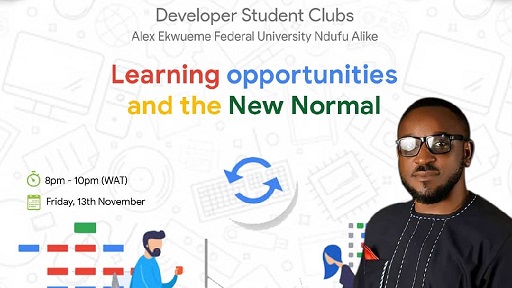 Developer Student Clubs
Alex Ekwueme Federal University Ndufu Alike
Learning opportunities
and the New Normal
8pm - 10pm (WAT)
Friday, 13th November